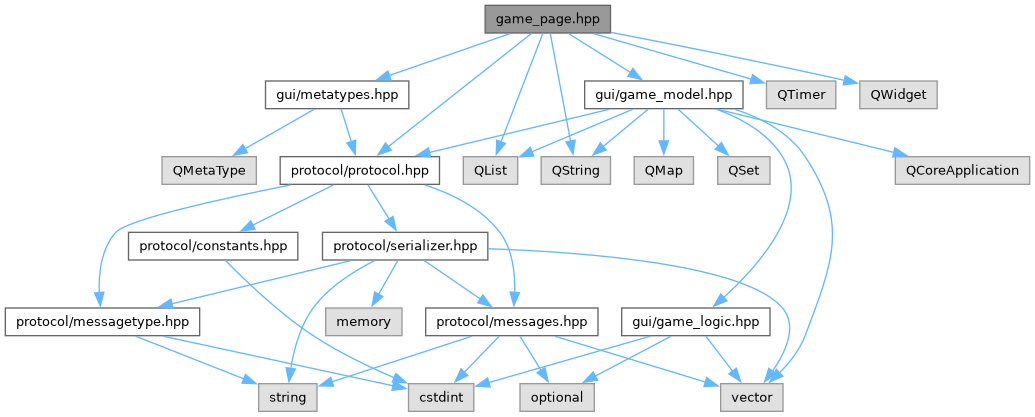 game_page.hpp
gui/metatypes.hpp
gui/game_model.hpp
QTimer
QWidget
QMetaType
protocol/protocol.hpp
QList
QString
QMap
QSet
QCoreApplication
protocol/constants.hpp
protocol/serializer.hpp
protocol/messagetype.hpp
memory
protocol/messages.hpp
gui/game_logic.hpp
string
cstdint
optional
vector